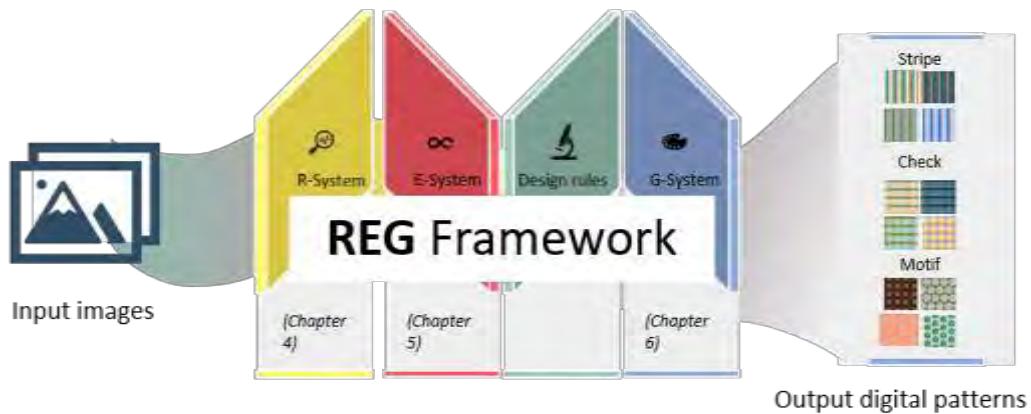 Input images
R-System
E-System
Design rules
G-System
REG Framework
(Chapter
4)
(Chapter
5)
(Chapter
6)
Stripe
Check
Motif
Output digital patterns